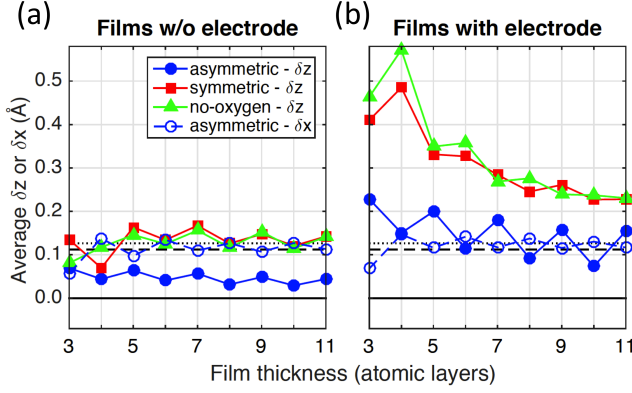 (a) Films w/o electrode
(b) Films with electrode
asymmetric - δz
symmetric - δz
no-oxygen - δz
asymmetric - δx
Average δz or δx (Å)
0.5
0.4
0.3
0.2
0.1
0.0
3 5 7 9 11
3 5 7 9 11
Film thickness (atomic layers)